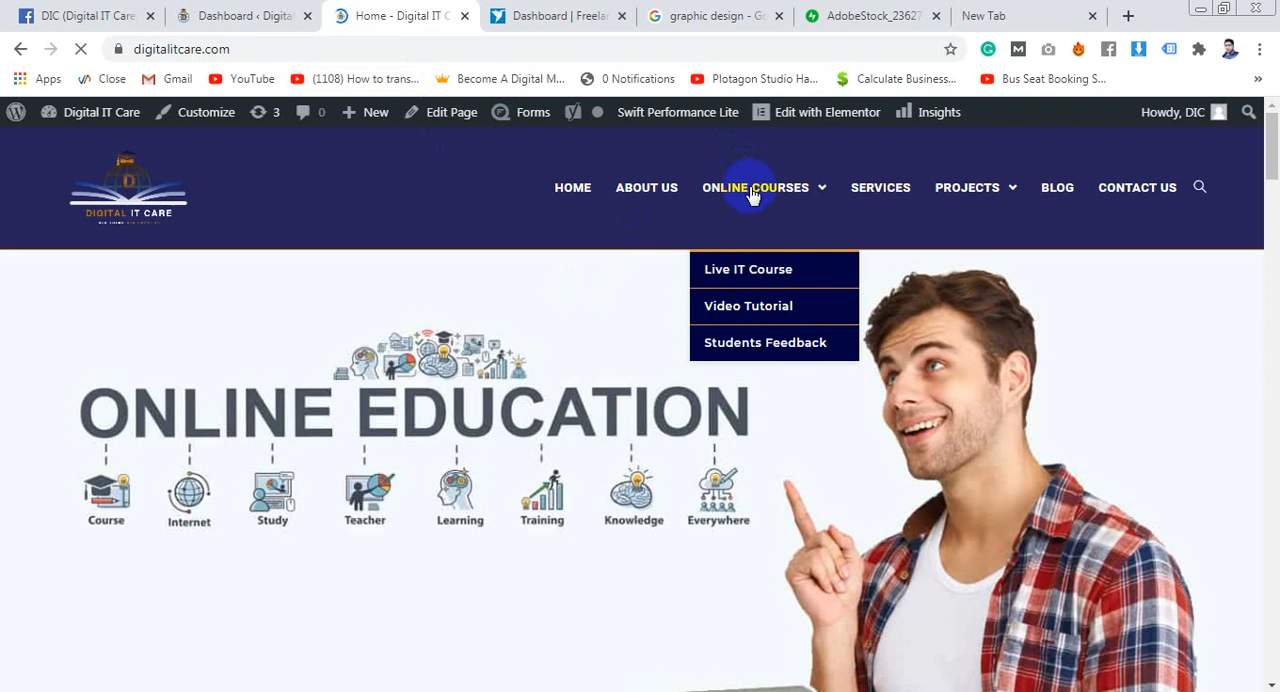 DIC (Digital IT Care
Dashboard ‹ Digita
Home - Digital IT C
Dashboard | Freela
graphic design - Go
AdobeStock_23627
New Tab
digitalitcare.com
Apps
Close
Gmail
YouTube
(1108) How to trans...
Become A Digital M...
0 Notifications
Plotagon Studio Ha...
Calculate Business...
Bus Seat Booking S...
»
Digital IT Care
Customize
3
0
New
Edit Page
Forms
Swift Performance Lite
Edit with Elementor
Insights
Howdy, DIC
DIGITAL IT CARE
HOME
ABOUT US
ONLINE COURSES
SERVICES
PROJECTS
BLOG
CONTACT US
Live IT Course
Video Tutorial
Students Feedback
ONLINE EDUCATION
Course
Internet
Study
Teacher
Learning
Training
Knowledge
Everywhere